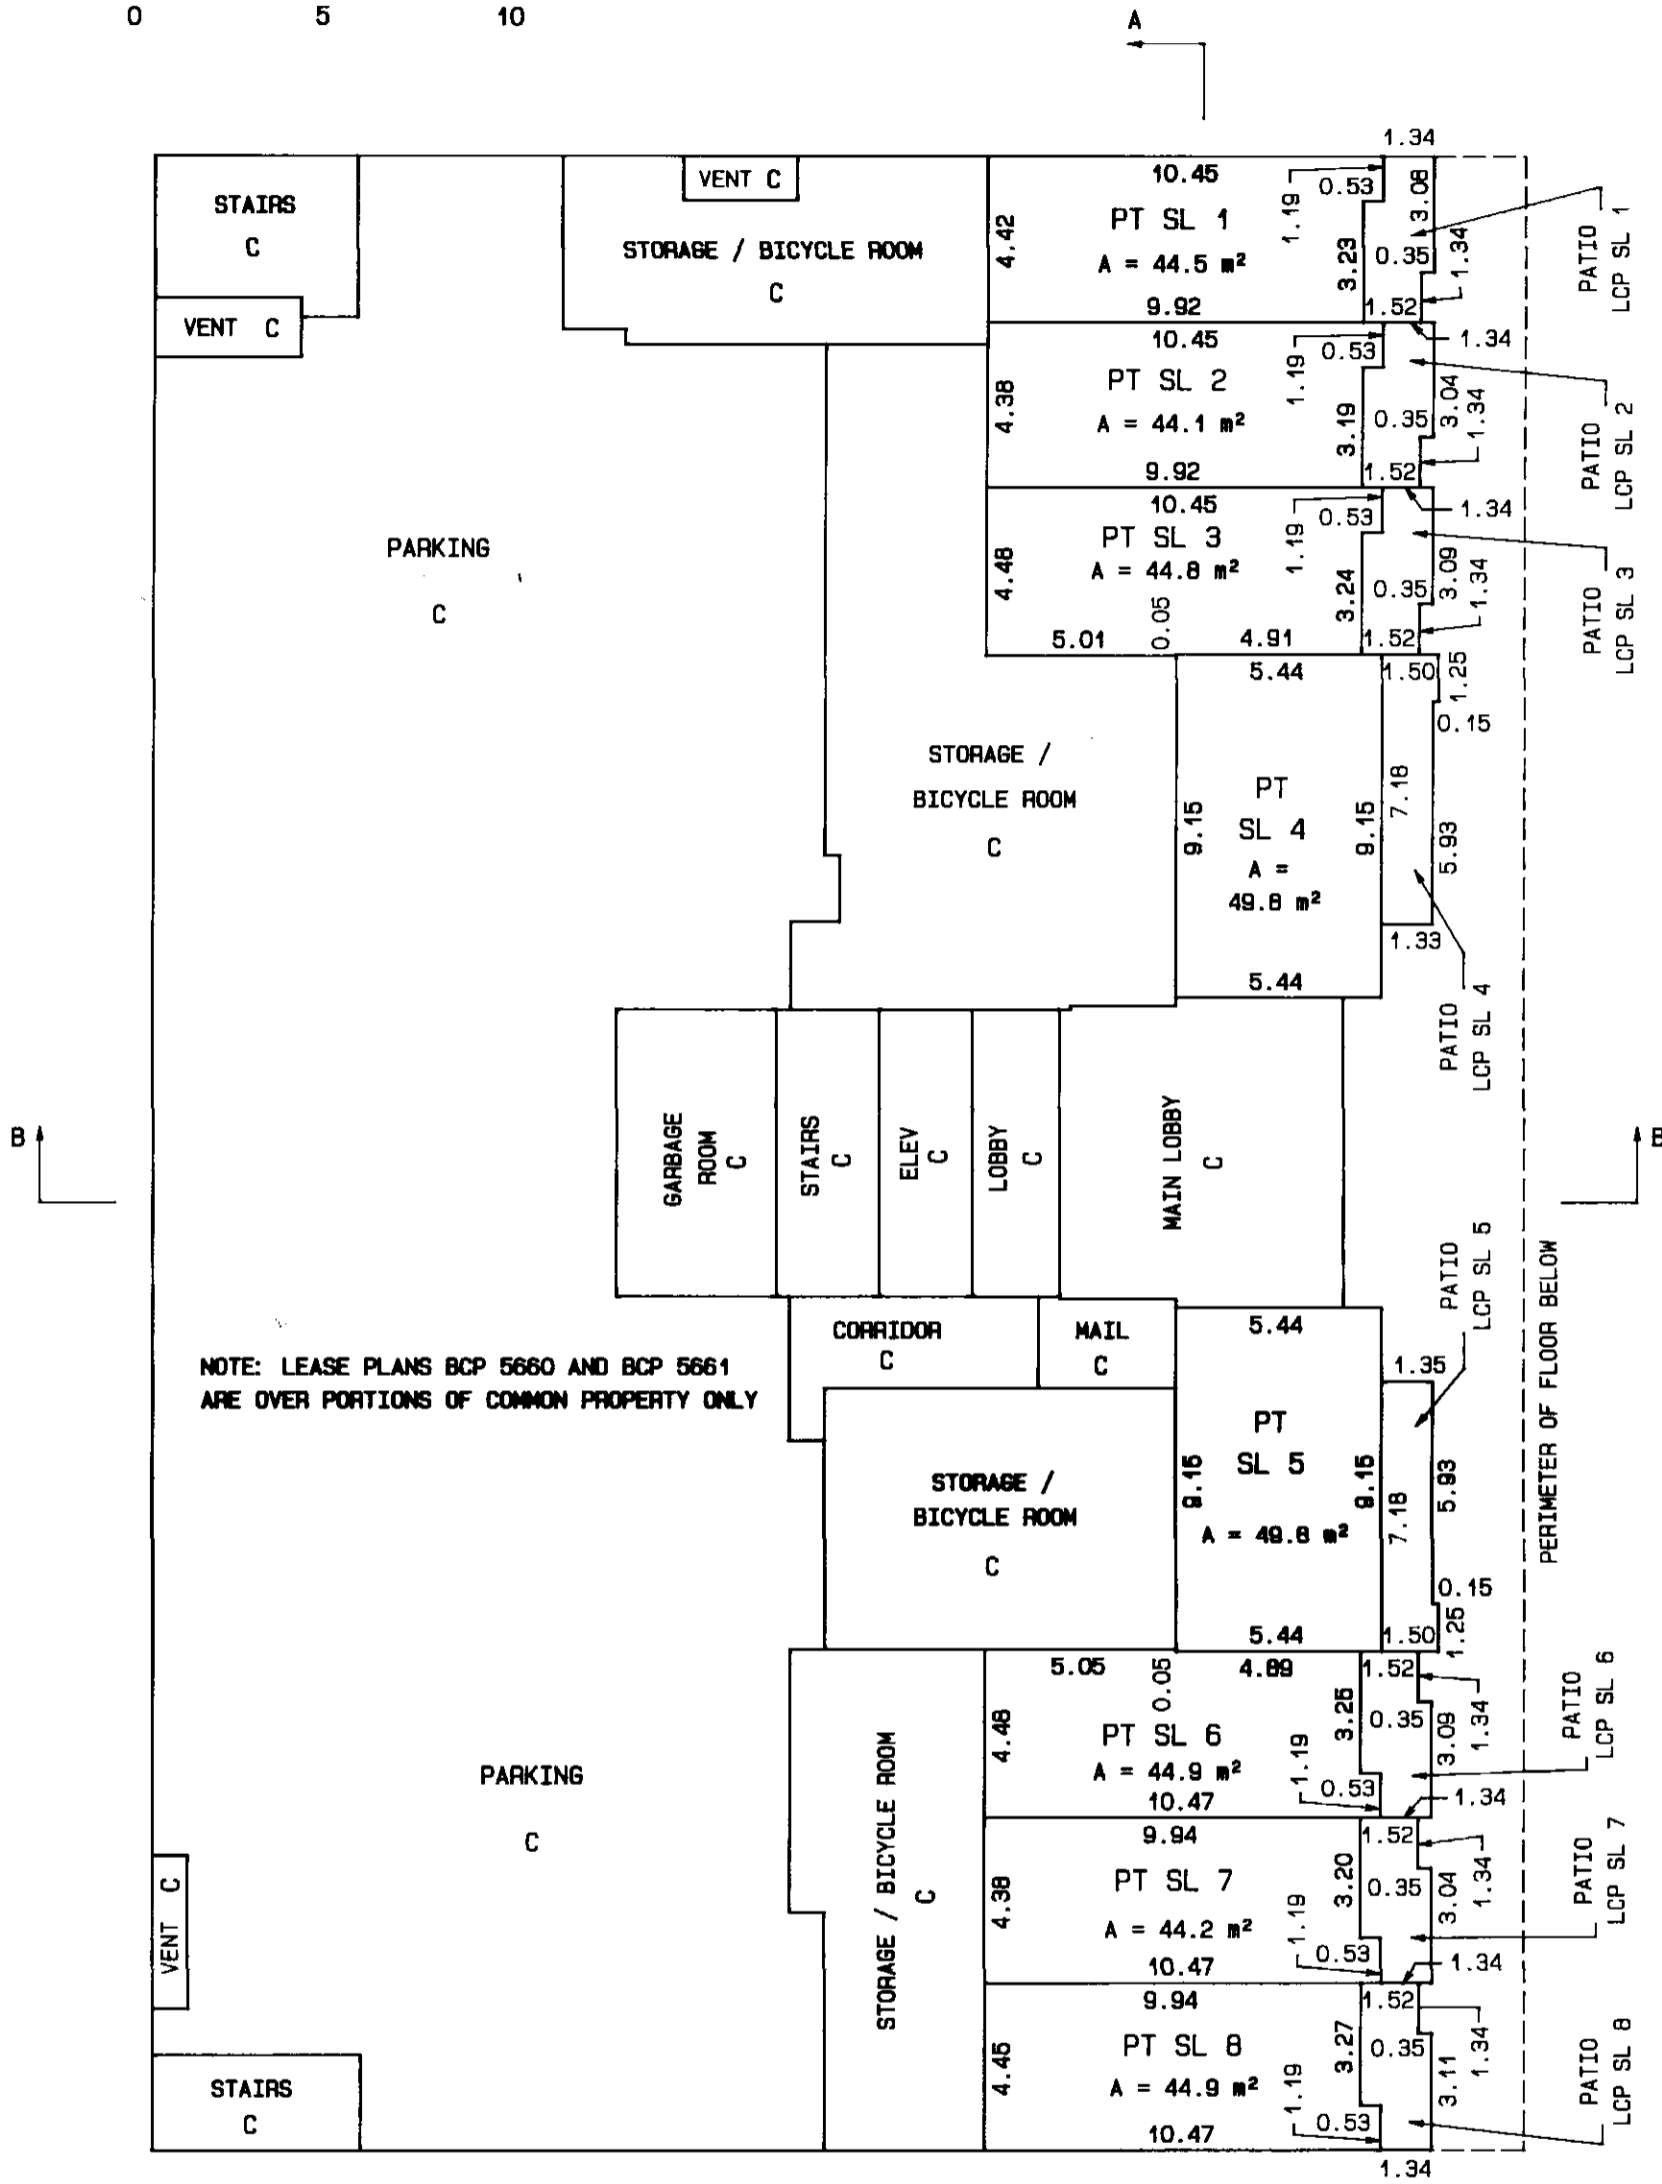 0 5 10
A
1.34
STAIRS
C
VENT C
VENT C
STORAGE / BICYCLE ROOM
C
10.45
4.42
PT SL 1
A = 44.5 m²
9.92
1.19
0.53
3.23
0.35
3.08
1.34
1.52
PATIO
LCP SL 1
10.45
4.38
PT SL 2
A = 44.1 m²
9.92
1.19
0.53
1.34
3.19
0.35
3.04
1.34
1.52
PATIO
LCP SL 2
10.45
4.48
PT SL 3
A = 44.8 m²
5.01
0.05
4.91
1.19
0.53
1.34
3.24
0.35
3.09
1.34
1.52
PATIO
LCP SL 3
PARKING
C
STORAGE /
BICYCLE ROOM
C
5.44
9.15
PT
SL 4
A =
49.8 m²
9.15
5.44
1.50
1.25
0.15
7.18
5.93
1.33
PATIO
LCP SL 4
B
B
GARBAGE
ROOM
C
STAIRS
C
ELEV
C
LOBBY
C
MAIN LOBBY
C
PERIMETER OF FLOOR BELOW
CORRIDOR
C
MAIL
C
NOTE: LEASE PLANS BCP 5660 AND BCP 5661
ARE OVER PORTIONS OF COMMON PROPERTY ONLY
STORAGE /
BICYCLE ROOM
C
5.44
9.15
PT
SL 5
A = 49.8 m²
9.15
5.44
1.35
7.18
5.93
0.15
1.25
1.50
PATIO
LCP SL 5
PARKING
C
STORAGE / BICYCLE ROOM
C
5.05
0.05
4.89
4.48
PT SL 6
A = 44.9 m²
10.47
1.52
3.26
0.35
3.09
1.34
1.19
0.53
1.34
PATIO
LCP SL 6
9.94
4.38
PT SL 7
A = 44.2 m²
10.47
1.52
3.20
0.35
3.04
1.34
1.19
0.53
1.34
PATIO
LCP SL 7
9.94
4.45
PT SL 8
A = 44.9 m²
10.47
1.52
3.27
0.35
3.11
1.34
1.19
0.53
1.34
PATIO
LCP SL 8
VENT C
STAIRS
C